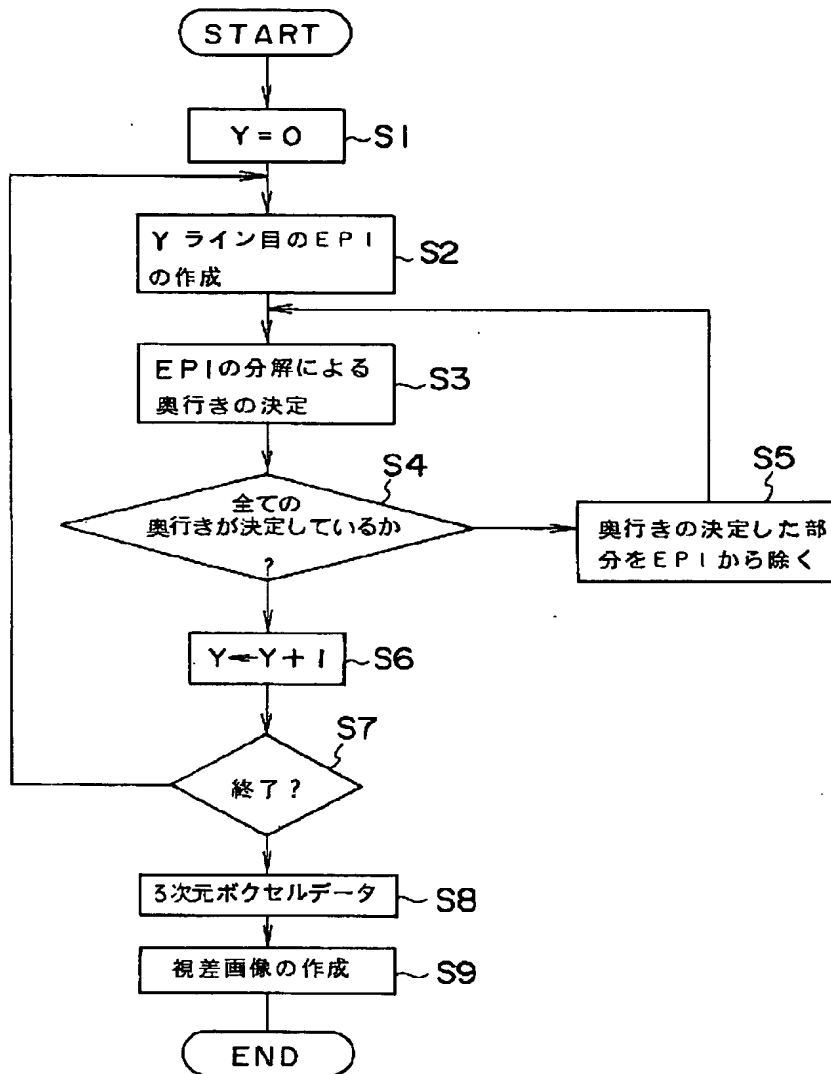 START
Y=0
S1
Y ライン目のEPI
の作成
S2
EPIの分解による
奥行きの決定
S3
S4
全ての
奥行きが決定しているか
?
S5
奥行きの決定した部
分をEPIから除く
Y←Y+1
S6
S7
終了?
3次元ボクセルデータ
S8
視差画像の作成
S9
END